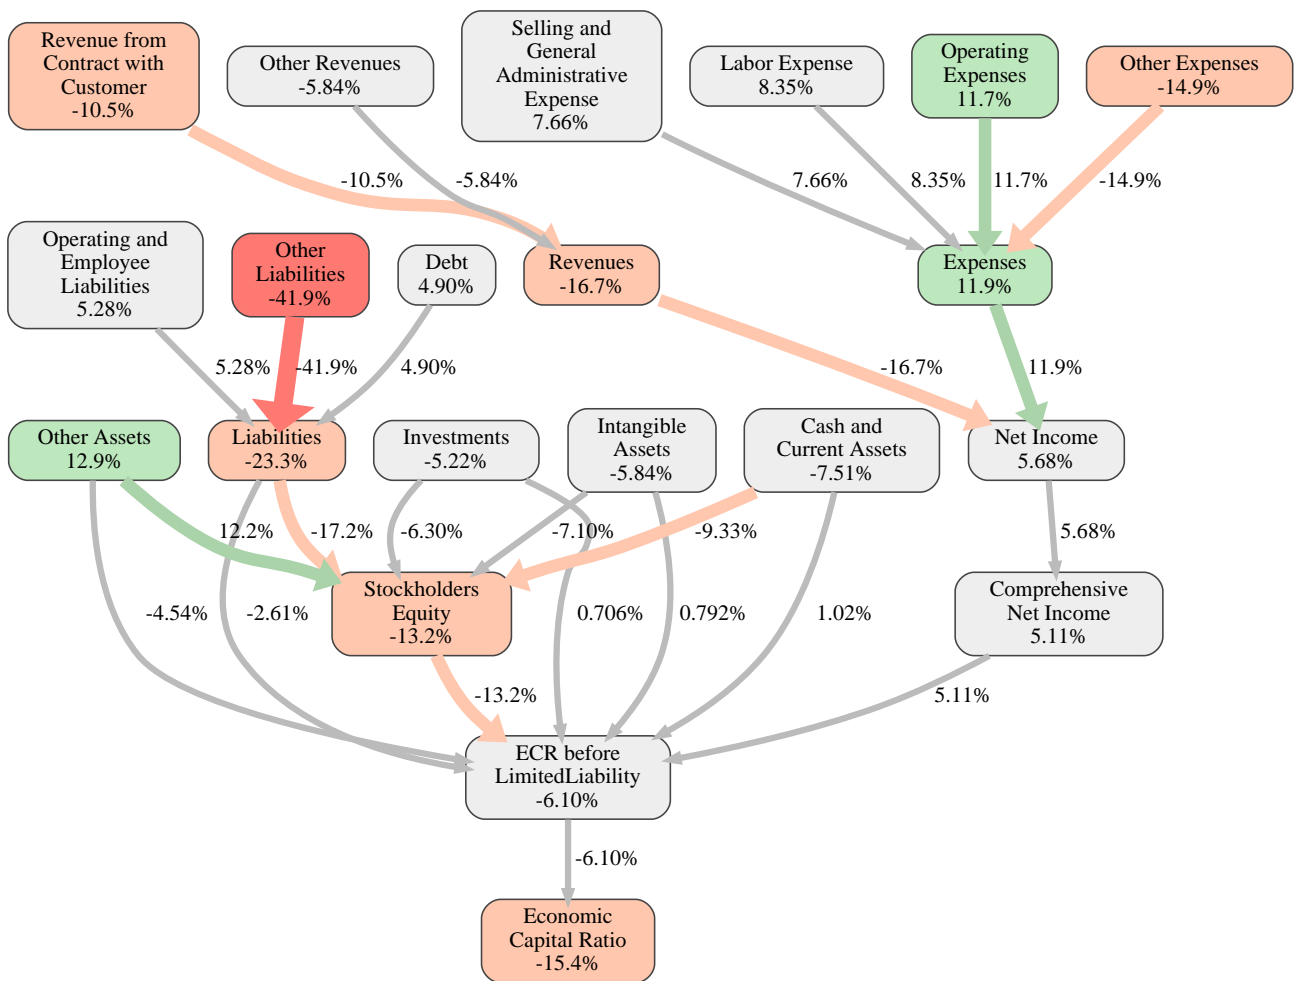 Revenue from
Contract with
Customer
-10.5%
Other Revenues
-5.84%
Selling and
General
Administrative
Expense
7.66%
Labor Expense
8.35%
Operating
Expenses
11.7%
Other Expenses
-14.9%
-10.5%
-5.84%
7.66%
8.35%
11.7%
-14.9%
Operating and
Employee
Liabilities
5.28%
Other
Liabilities
-41.9%
Debt
4.90%
Revenues
-16.7%
Expenses
11.9%
5.28%
-41.9%
4.90%
-16.7%
11.9%
Other Assets
12.9%
Liabilities
-23.3%
Investments
-5.22%
Intangible
Assets
-5.84%
Cash and
Current Assets
-7.51%
Net Income
5.68%
12.2%
-17.2%
-6.30%
-7.10%
-9.33%
5.68%
Stockholders
Equity
-13.2%
Comprehensive
Net Income
5.11%
-4.54%
-2.61%
0.706%
0.792%
1.02%
-13.2%
5.11%
ECR before
LimitedLiability
-6.10%
-6.10%
Economic
Capital Ratio
-15.4%